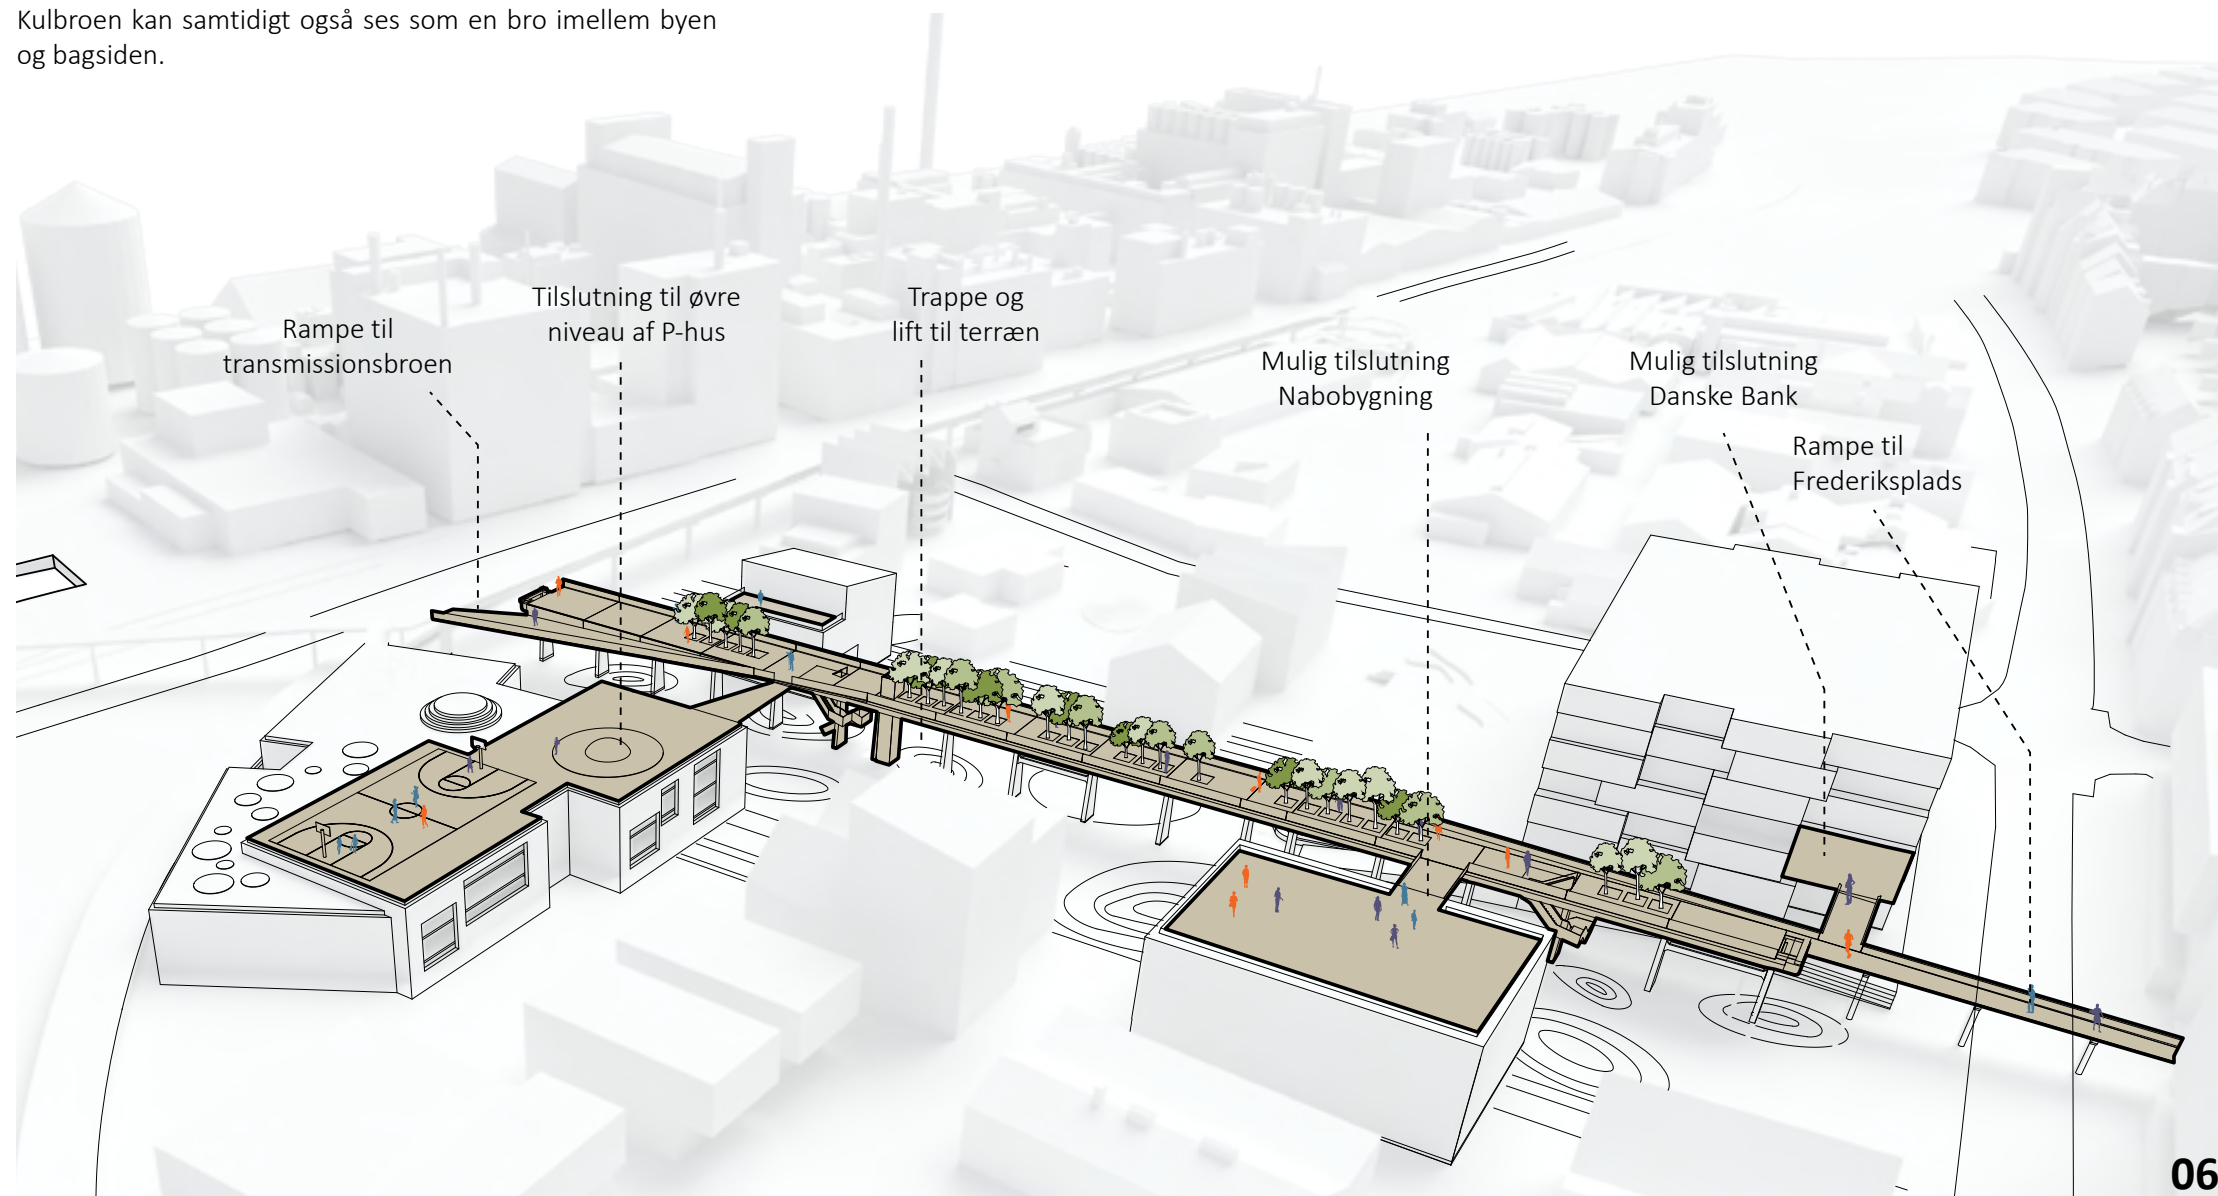 Kulbroen kan samtidigt også ses som en bro imellem byen
og bagsiden.
Rampe til
transmissionsbroen
Tilslutning til øvre
niveau af P-hus
Trappe og
lift til terræn
Mulig tilslutning
Nabobygning
Mulig tilslutning
Danske Bank
Rampe til
Frederiksplads
06